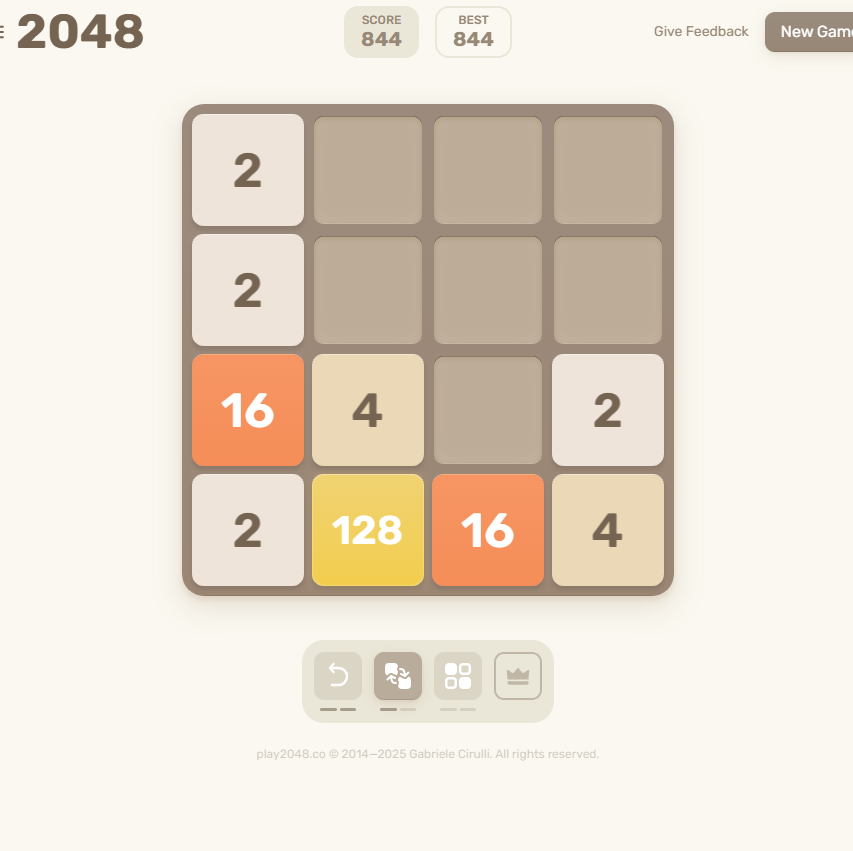 2048
SCORE
844
BEST
844
Give Feedback
New Game
2
2
16 4 2
2 128 16 4
play2048.co © 2014—2025 Gabriele Cirulli. All rights reserved.